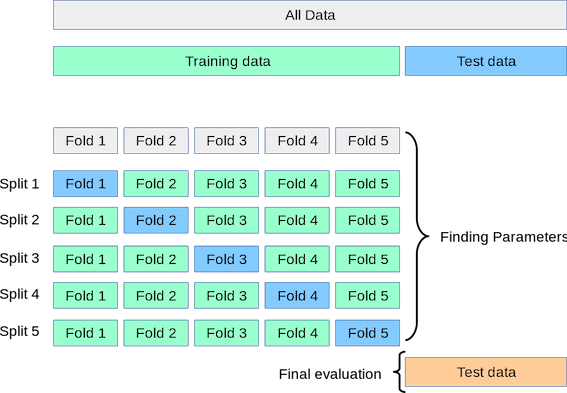 All Data
Training data Test data
Fold 1 Fold 2 Fold 3 Fold 4 Fold 5
Split 1 Fold 1 Fold 2 Fold 3 Fold 4 Fold 5
Split 2 Fold 1 Fold 2 Fold 3 Fold 4 Fold 5
Finding Parameters
Split 3 Fold 1 Fold 2 Fold 3 Fold 4 Fold 5
Split 4 Fold 1 Fold 2 Fold 3 Fold 4 Fold 5
Split 5 Fold 1 Fold 2 Fold 3 Fold 4 Fold 5
Final evaluation Test data